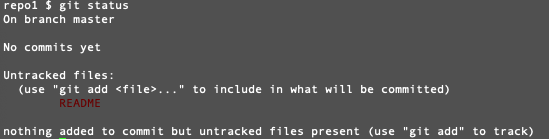 repo1 $ git status
On branch master
No commits yet
Untracked files:
(use "git add <file>..." to include in what will be committed)
README
nothing added to commit but untracked files present (use "git add" to track)